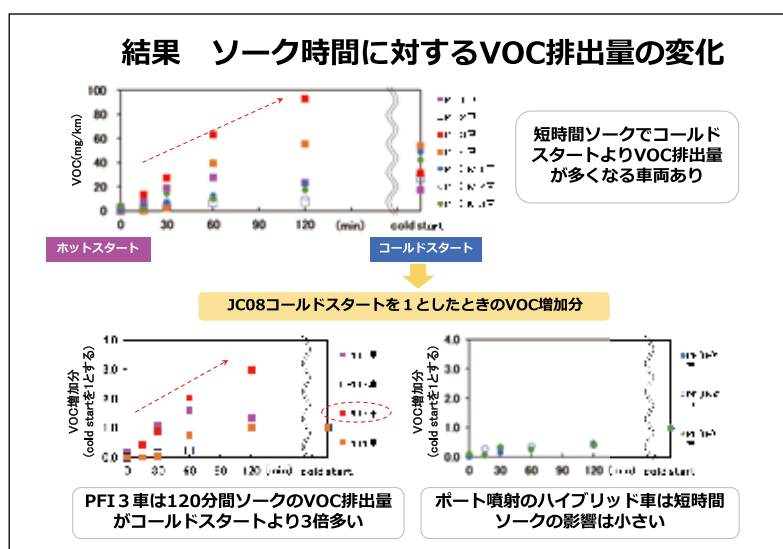 結果　ソーク時間に対するVOC排出量の変化
VOC(mg/km)
100
80
60
40
20
0
0
30
60
90
120
(min)
cold start
短時間ソークでコールド
スタートよりVOC排出量
が多くなる車両あり
ホットスタート
コールドスタート
JC08コールドスタートを１としたときのVOC増加分
VOC増加分
(cold startを1とする)
2.0
1.0
0.0
0
30
60
120
cold start
VOC増加分
(cold startを1とする)
4.0
3.0
2.0
1.0
0.0
0
30
60
90
120
(min)
cold start
PFI３車は120分間ソークのVOC排出量
がコールドスタートより3倍多い
ポート噴射のハイブリッド車は短時間
ソークの影響は小さい